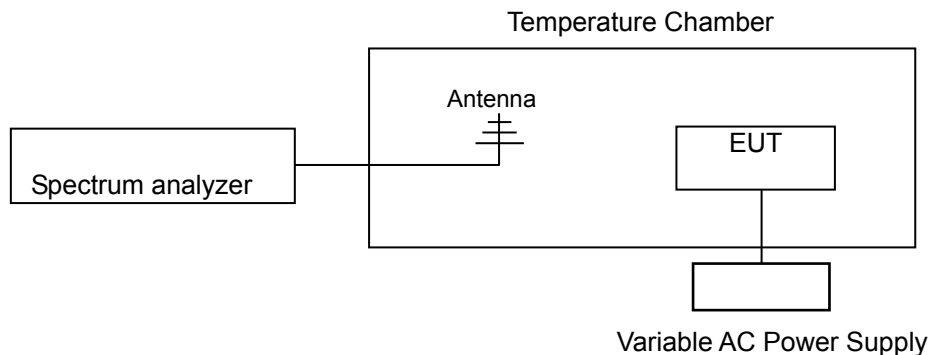 Temperature Chamber
Antenna
EUT
Spectrum analyzer
Variable AC Power Supply